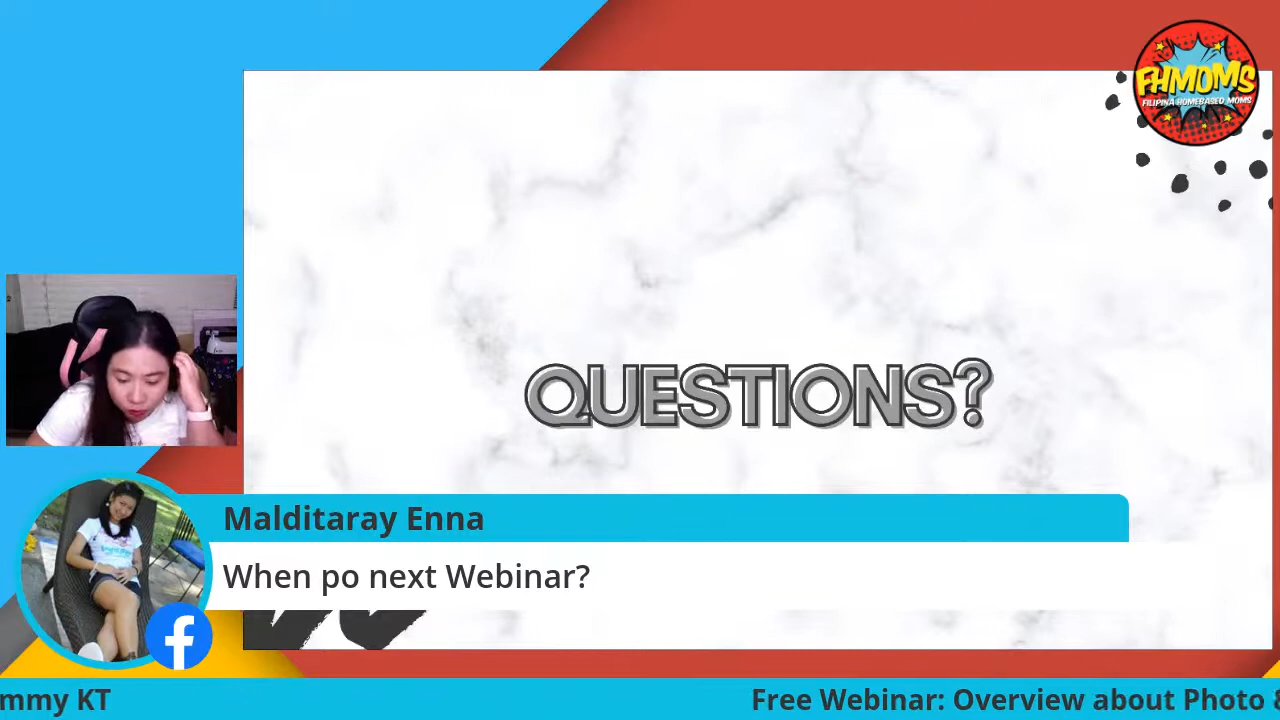 FHMOMS
FILIPINA HOMEBASED MOMS
QUESTIONS?
Malditaray Enna
When po next Webinar?
mmy KT
Free Webinar: Overview about Photo &